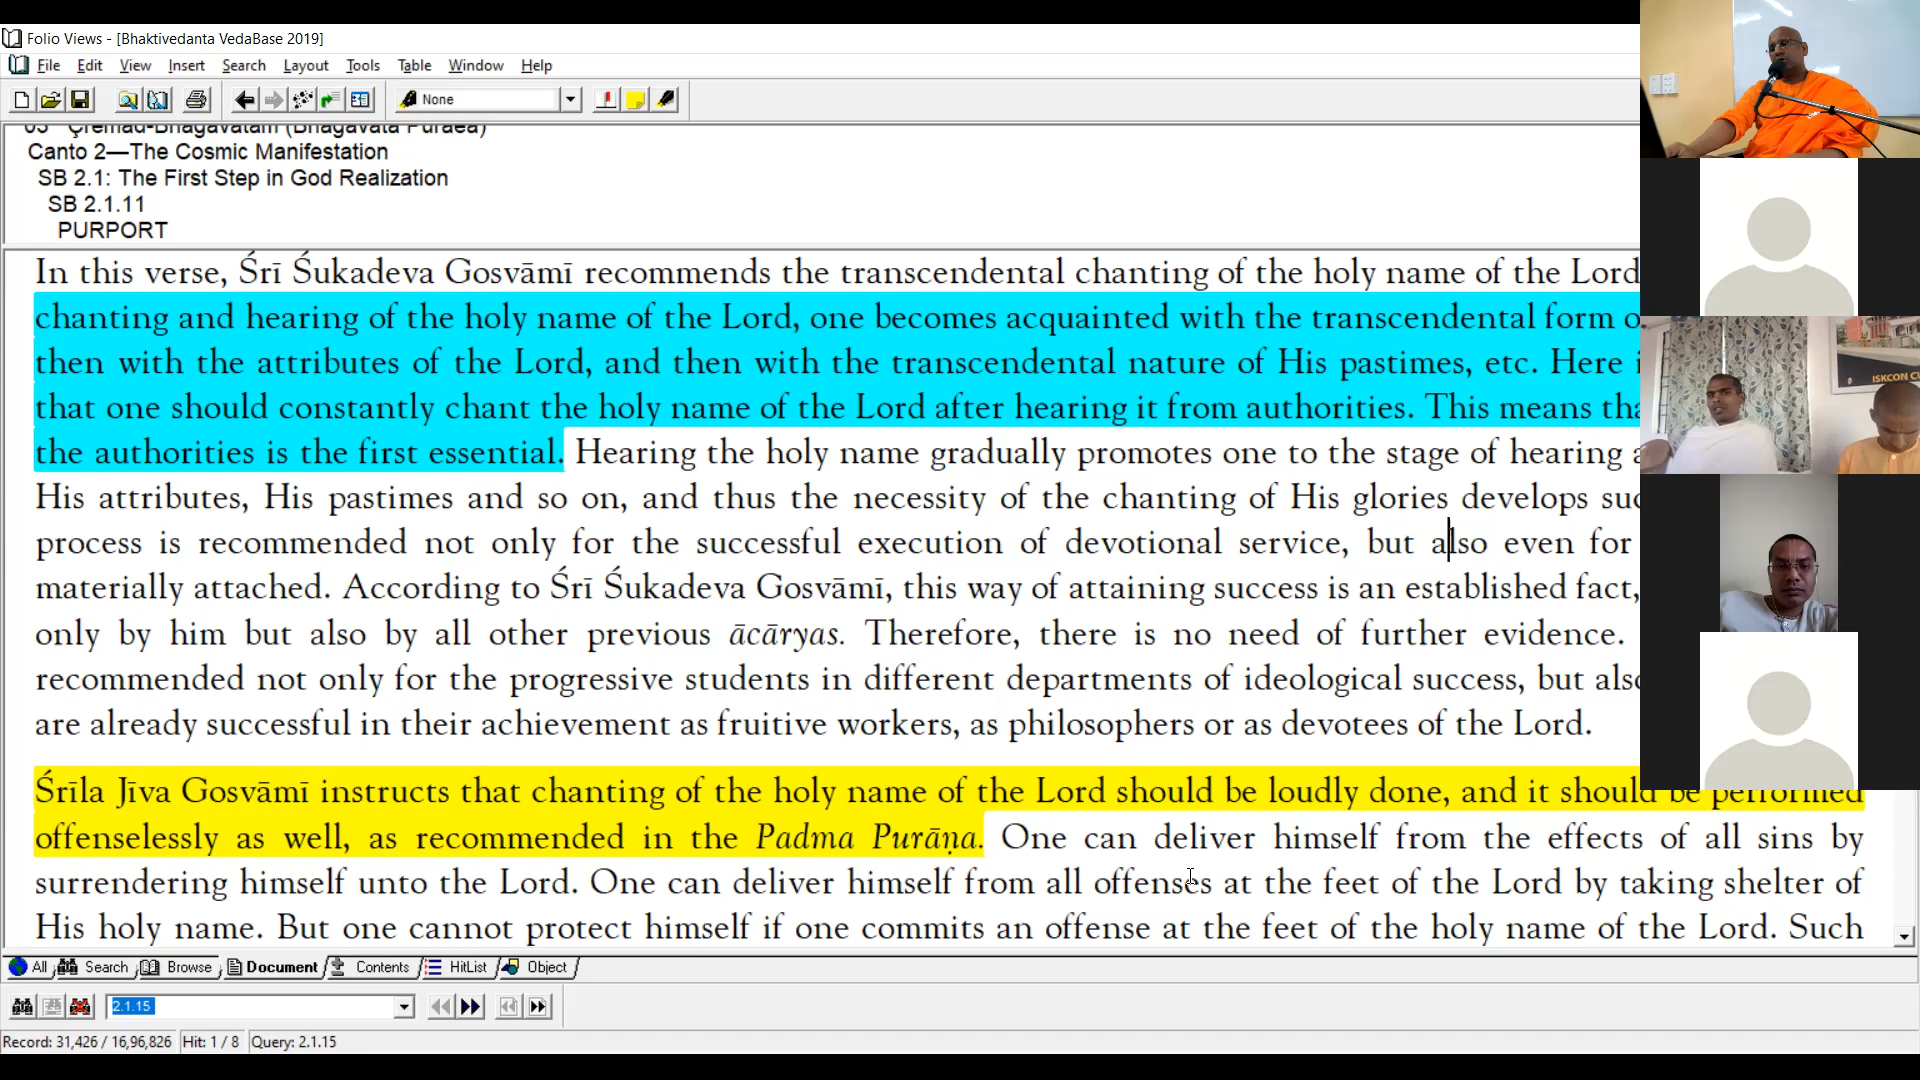 Folio Views - [Bhaktivedanta VedaBase 2019]
File Edit View Insert Search Layout Tools Table Window Help
None
03 Çrémad-Bhägavatam (Bhägavata Puräëa)
Canto 2—The Cosmic Manifestation
SB 2.1: The First Step in God Realization
SB 2.1.11
PURPORT
In this verse, Śrī Śukadeva Gosvāmī recommends the transcendental chanting of the holy name of the Lord
chanting and hearing of the holy name of the Lord, one becomes acquainted with the transcendental form
then with the attributes of the Lord, and then with the transcendental nature of His pastimes, etc. Here
that one should constantly chant the holy name of the Lord after hearing it from authorities. This means
the authorities is the first essential. Hearing the holy name gradually promotes one to the stage of hearing
His attributes, His pastimes and so on, and thus the necessity of the chanting of His glories develops
process is recommended not only for the successful execution of devotional service, but also even for
materially attached. According to Śrī Śukadeva Gosvāmī, this way of attaining success is an established fact,
only by him but also by all other previous ācāryas. Therefore, there is no need of further evidence.
recommended not only for the progressive students in different departments of ideological success, but
are already successful in their achievement as fruitive workers, as philosophers or as devotees of the Lord.
Śrīla Jīva Gosvāmī instructs that chanting of the holy name of the Lord should be loudly done, and it should be performed
offenselessly as well, as recommended in the Padma Purāṇa. One can deliver himself from the effects of all sins by
surrendering himself unto the Lord. One can deliver himself from all offenses at the feet of the Lord by taking shelter of
His holy name. But one cannot protect himself if one commits an offense at the feet of the holy name of the Lord. Such
All Search Browse Document Contents HitList Object
2.1.15
Record: 31,426 / 16,96,826 Hit: 1 / 8 Query: 2.1.15
ISKCON